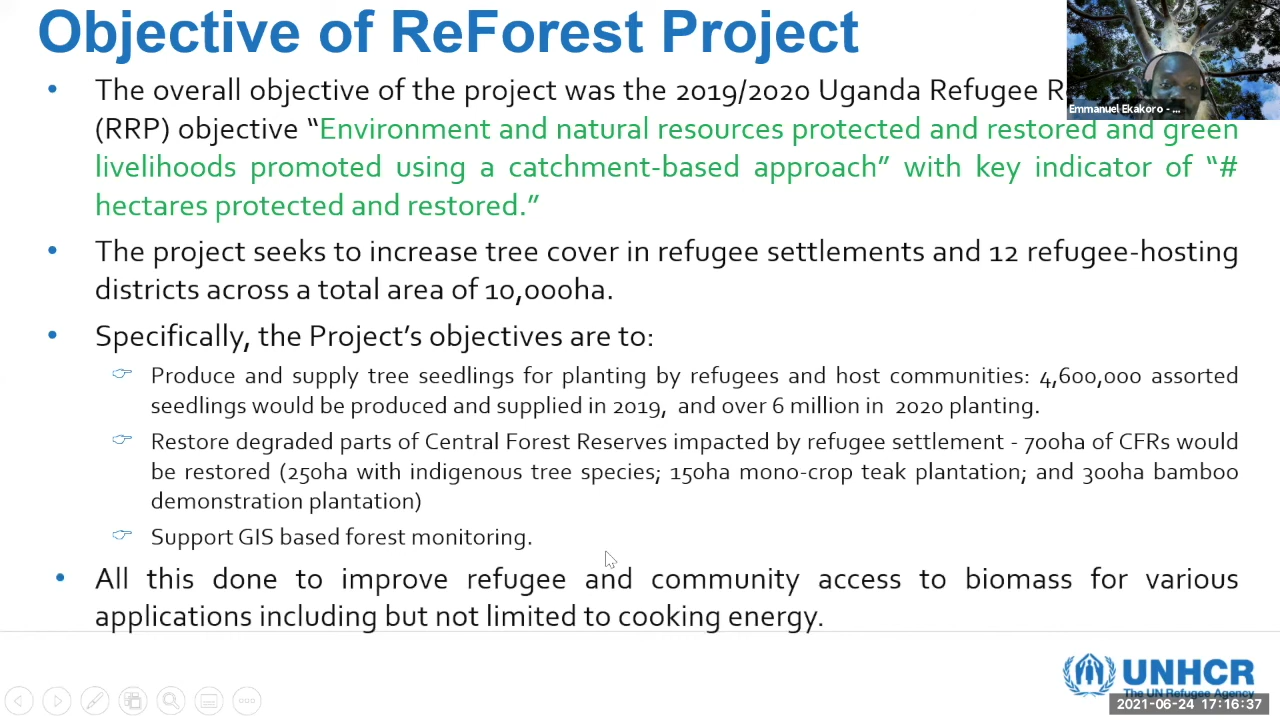 Objective of ReForest Project
Emmanuel Ekakoro - ...
• The overall objective of the project was the 2019/2020 Uganda Refugee
(RRP) objective “Environment and natural resources protected and restored and green
livelihoods promoted using a catchment-based approach” with key indicator of “#
hectares protected and restored.”
• The project seeks to increase tree cover in refugee settlements and 12 refugee-hosting
districts across a total area of 10,000ha.
• Specifically, the Project’s objectives are to:
☞ Produce and supply tree seedlings for planting by refugees and host communities: 4,600,000 assorted
seedlings would be produced and supplied in 2019, and over 6 million in 2020 planting.
☞ Restore degraded parts of Central Forest Reserves impacted by refugee settlement - 700ha of CFRs would
be restored (250ha with indigenous tree species; 150ha mono-crop teak plantation; and 300ha bamboo
demonstration plantation)
☞ Support GIS based forest monitoring.
• All this done to improve refugee and community access to biomass for various
applications including but not limited to cooking energy.
UNHCR
The UN Refugee Agency
2021-06-24 17:16:37